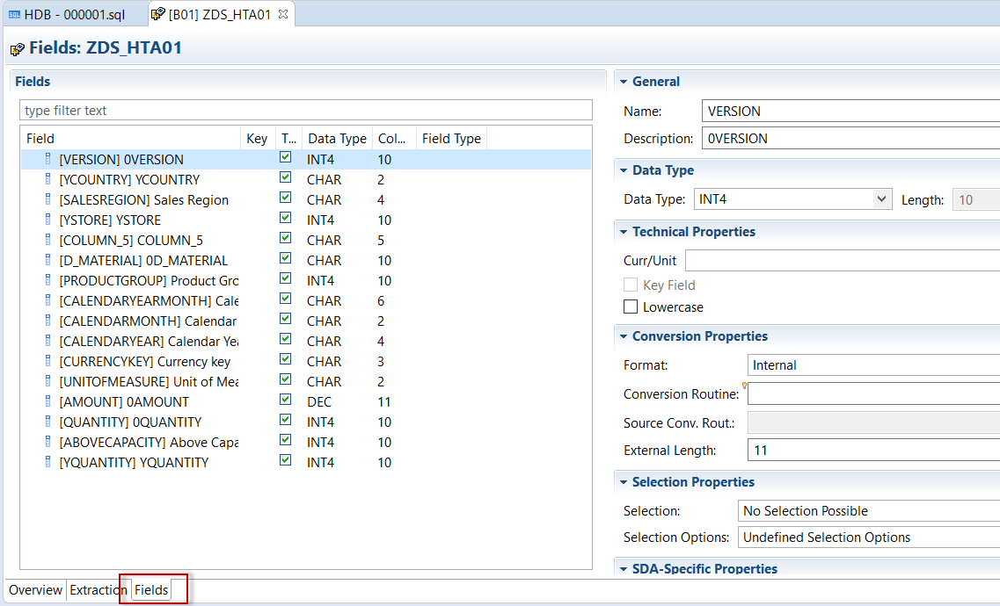 HDB - 000001.sql [B01] ZDS_HTA01
Fields: ZDS_HTA01
Fields
type filter text
Field Key T... Data Type Col... Field Type
[VERSION] 0VERSION INT4 10
[YCOUNTRY] YCOUNTRY CHAR 2
[SALESREGION] Sales Region CHAR 4
[YSTORE] YSTORE INT4 10
[COLUMN_5] COLUMN_5 CHAR 5
[D_MATERIAL] 0D_MATERIAL CHAR 10
[PRODUCTGROUP] Product Gro INT4 10
[CALENDARYEARMONTH] Cale CHAR 6
[CALENDARMONTH] Calendar CHAR 2
[CALENDARYEAR] Calendar Yea CHAR 4
[CURRENCYKEY] Currency key CHAR 3
[UNITOFMEASURE] Unit of Mea CHAR 2
[AMOUNT] 0AMOUNT DEC 11
[QUANTITY] 0QUANTITY INT4 10
[ABOVECAPACITY] Above Capa INT4 10
[YQUANTITY] YQUANTITY INT4 10
General
Name: VERSION
Description: 0VERSION
Data Type
Data Type: INT4 Length: 10
Technical Properties
Curr/Unit
Key Field
Lowercase
Conversion Properties
Format: Internal
Conversion Routine:
Source Conv. Rout.:
External Length: 11
Selection Properties
Selection: No Selection Possible
Selection Options: Undefined Selection Options
SDA-Specific Properties
Overview Extraction Fields